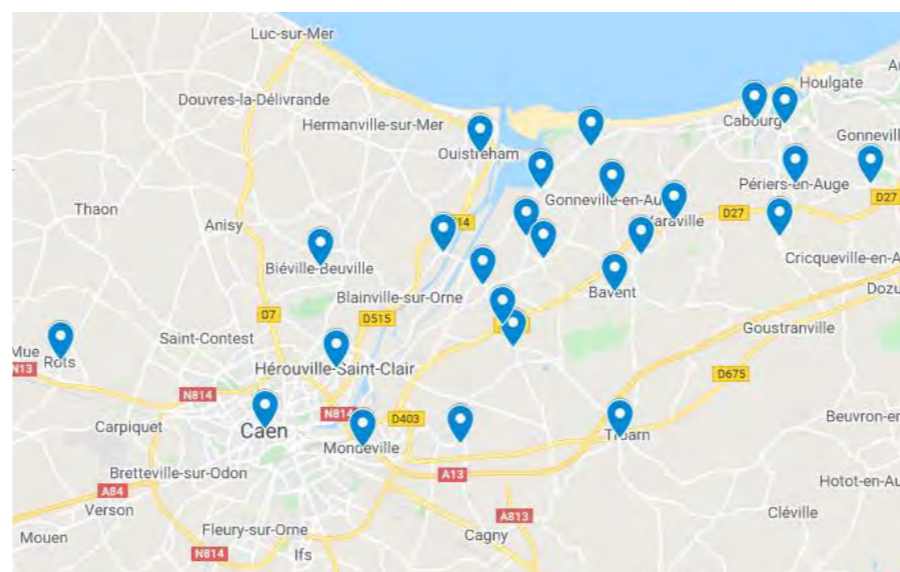 Luc-sur-Mer
Houlgate
Douvres-la-Délivrande
Hermanville-sur-Mer
Cabourg
Gonnevill
Ouistreham
Périers-en-Auge
D27
Gonneville-en-Au
Thaon
D27
Anisy
14
Varaville
Cricqueville-en-A
Biéville-Beuville
Dozu
Blainville-sur-Orne
Bavent
D7
D515
Goustranville
Saint-Contest
Mue
Rots
N13
Hérouville-Saint-Clair
D675
N814
N814
D403
Beuvron-en
Carpiquet
Caen
Troarn
Mondeville
Bretteville-sur-Odon
A13
Hotot-en-Au
A84
Verson
A813
Cléville
Fleury-sur-Orne
Cagny
Mouen
N814
Ifs